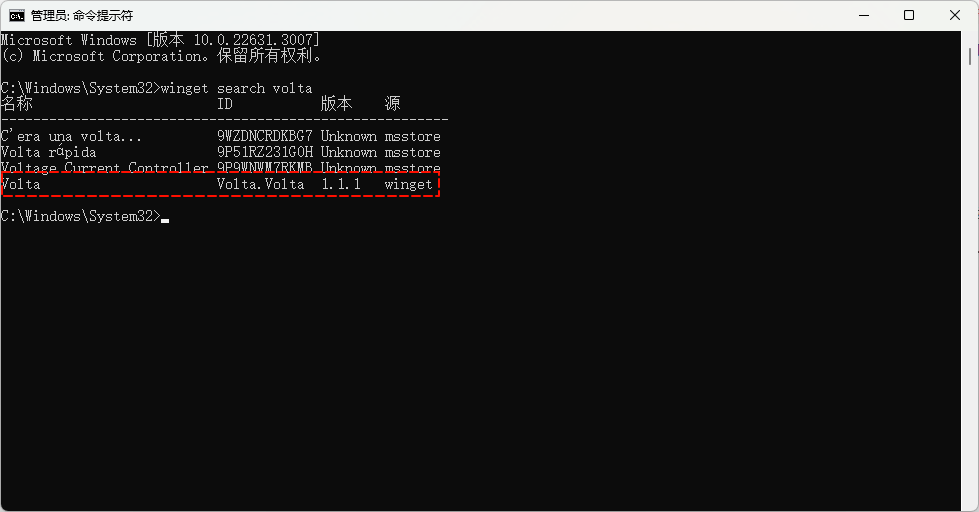 管理员: 命令提示符
Microsoft Windows [版本 10.0.22631.3007]
(c) Microsoft Corporation。保留所有权利。
C:\Windows\System32>winget search volta
名称 ID 版本 源
-------------------------------------------------------
C'era una volta... 9WZDNCRDKBG7 Unknown msstore
Volta rápida 9P51RZ231G0H Unknown msstore
Voltage Current Controller 9P9WNWM7RKMB Unknown msstore
Volta Volta.Volta 1.1.1 winget
C:\Windows\System32>